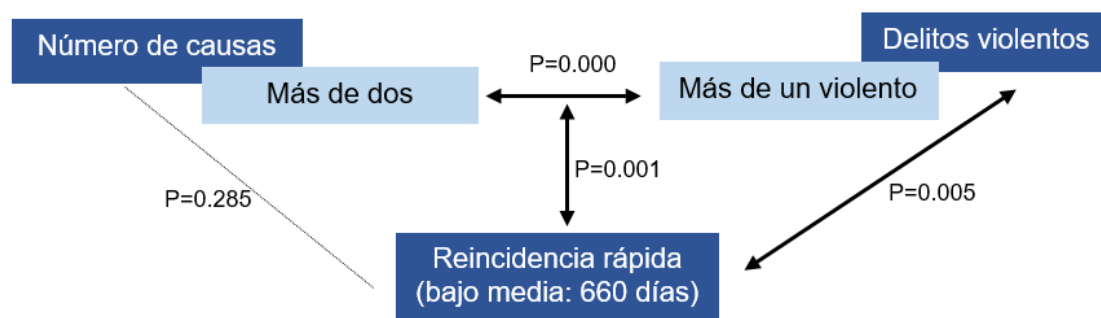 Número de causas
Delitos violentos
P=0.000
Más de dos
Más de un violento
P=0.001
P=0.285
P=0.005
Reincidencia rápida
(bajo media: 660 días)